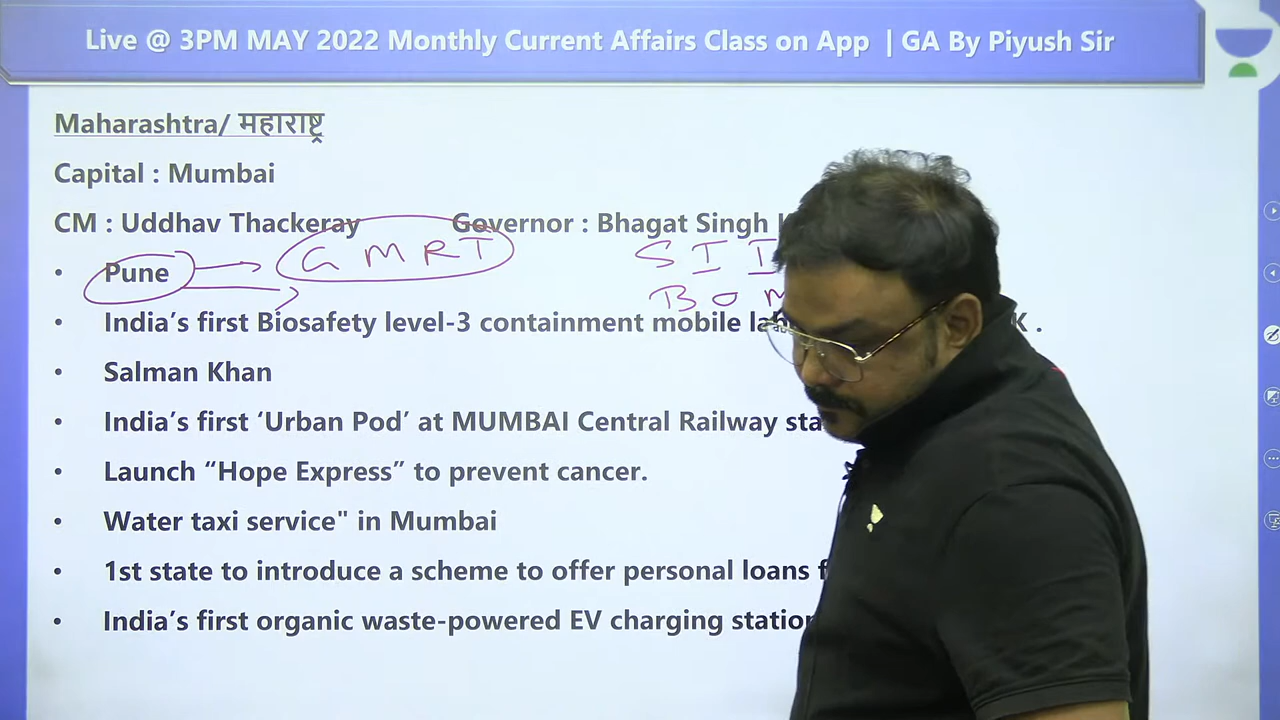 Live @ 3PM MAY 2022 Monthly Current Affairs Class on App | GA By Piyush Sir
Maharashtra/ महाराष्ट्र
Capital : Mumbai
CM : Uddhav Thackeray Governor : Bhagat Singh
• Pune GMRT SII
BOM
• India's first Biosafety level-3 containment mobile
• Salman Khan
• India's first 'Urban Pod' at MUMBAI Central Railway
• Launch "Hope Express" to prevent cancer.
• Water taxi service" in Mumbai
• 1st state to introduce a scheme to offer personal loans
• India's first organic waste-powered EV charging